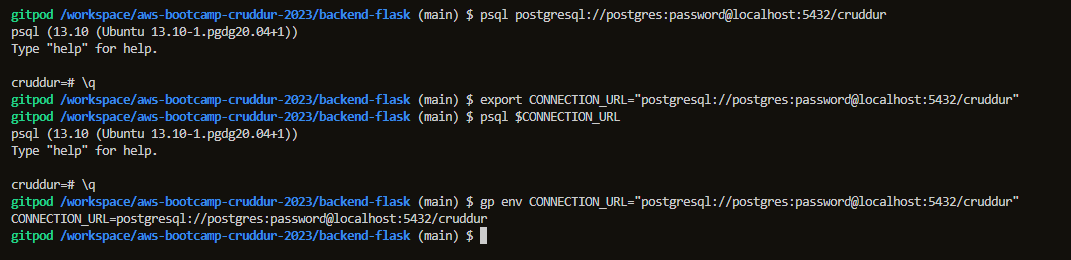 gitpod /workspace/aws-bootcamp-cruddur-2023/backend-flask (main) $ psql postgresql://postgres:password@localhost:5432/cruddur
psql (13.10 (Ubuntu 13.10-1.pgdg20.04+1))
Type "help" for help.
cruddur=# \q
gitpod /workspace/aws-bootcamp-cruddur-2023/backend-flask (main) $ export CONNECTION_URL="postgresql://postgres:password@localhost:5432/cruddur"
gitpod /workspace/aws-bootcamp-cruddur-2023/backend-flask (main) $ psql $CONNECTION_URL
psql (13.10 (Ubuntu 13.10-1.pgdg20.04+1))
Type "help" for help.
cruddur=# \q
gitpod /workspace/aws-bootcamp-cruddur-2023/backend-flask (main) $ gp env CONNECTION_URL="postgresql://postgres:password@localhost:5432/cruddur"
CONNECTION_URL=postgresql://postgres:password@localhost:5432/cruddur
gitpod /workspace/aws-bootcamp-cruddur-2023/backend-flask (main) $